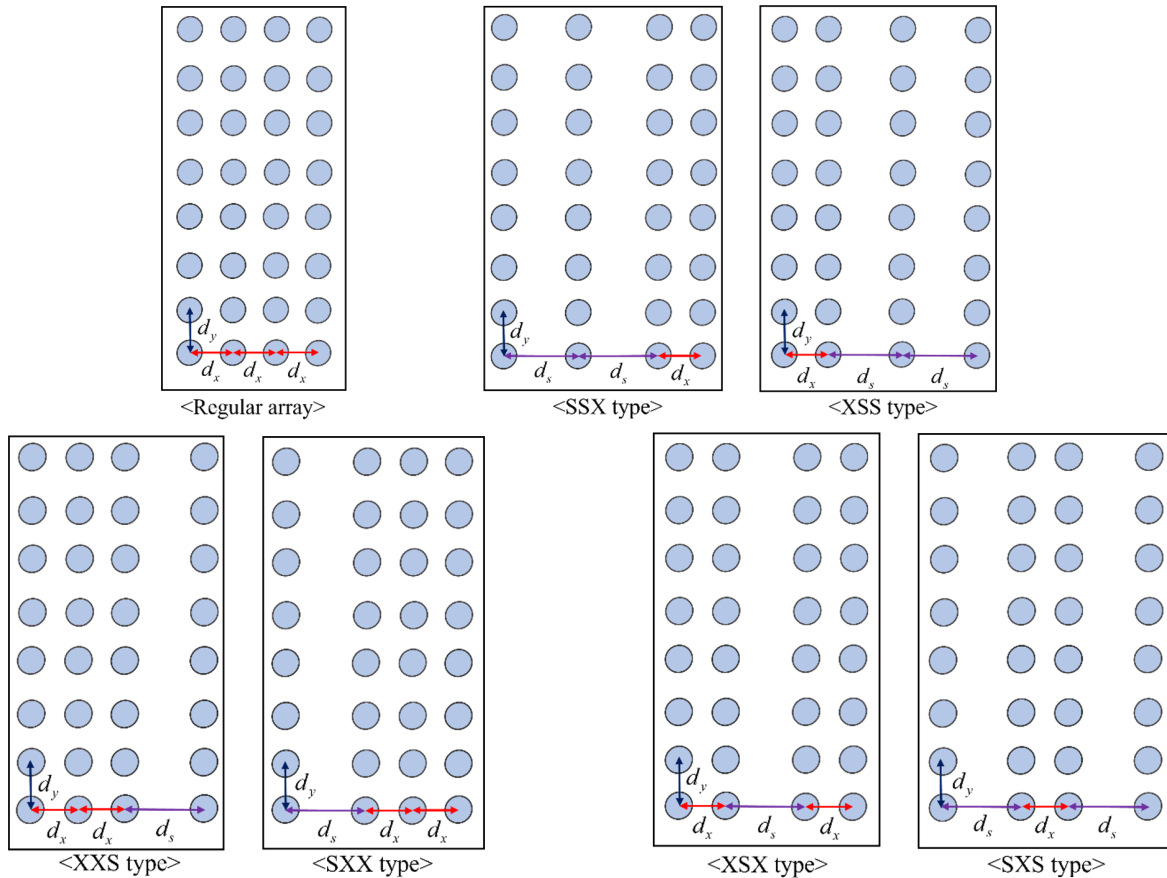 d_y
d_x d_x d_x
<Regular array>
d_y
d_s d_s d_x
<SSX type>
d_y
d_x d_s d_s
<XSS type>
d_y
d_x d_x d_s
<XXS type>
d_y
d_s d_x d_x
<SXX type>
d_y
d_x d_s d_x
<XSX type>
d_y
d_s d_x d_s
<SXS type>